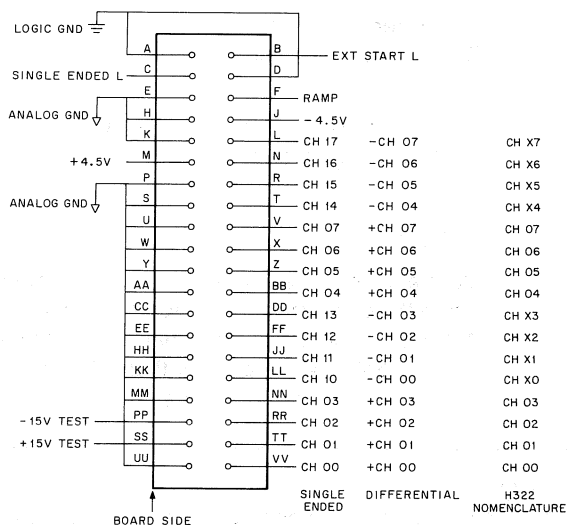 LOGIC GND
A B EXT START L
SINGLE ENDED L C D
E F RAMP
ANALOG GND H J -4.5V
K L CH 17 -CH 07 CH X7
+4.5V M N CH 16 -CH 06 CH X6
P R CH 15 -CH 05 CH X5
ANALOG GND S T CH 14 -CH 04 CH X4
U V CH 07 +CH 07 CH 07
W X CH 06 +CH 06 CH 06
Y Z CH 05 +CH 05 CH 05
AA BB CH 04 +CH 04 CH 04
CC DD CH 13 -CH 03 CH X3
EE FF CH 12 -CH 02 CH X2
HH JJ CH 11 -CH 01 CH X1
KK LL CH 10 -CH 00 CH X0
MM NN CH 03 +CH 03 CH 03
-15V TEST PP RR CH 02 +CH 02 CH 02
+15V TEST SS TT CH 01 +CH 01 CH 01
UU VV CH 00 +CH 00 CH 00
SINGLE DIFFERENTIAL H322
ENDED NOMENCLATURE
BOARD SIDE